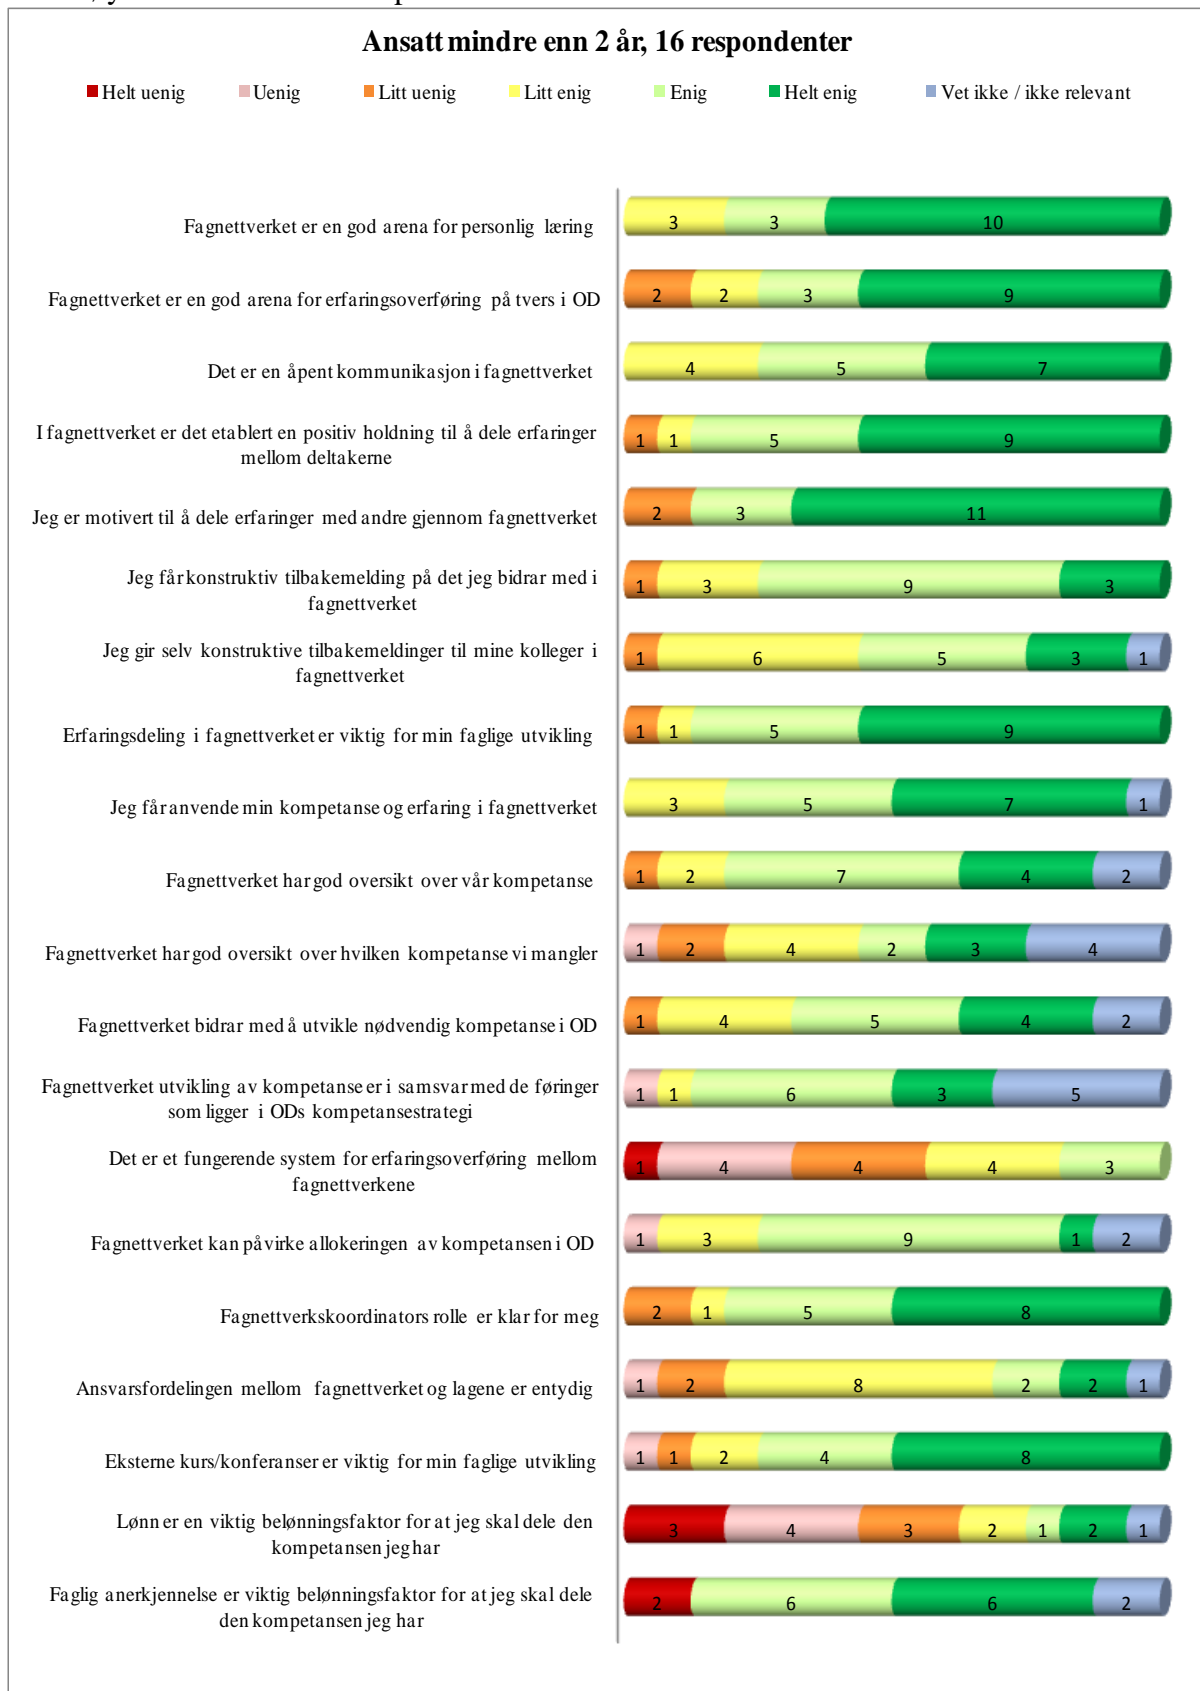 Ansatt mindre enn 2 år, 16 respondenter
Helt uenig Uenig Litt uenig Litt enig Enig Helt enig Vet ikke / ikke relevant
Fagnettverket er en god arena for personlig læring 3 3 10
Fagnettverket er en god arena for erfaringsoverføring på tvers i OD 2 2 3 9
Det er en åpent kommunikasjon i fagnettverket 4 5 7
I fagnettverket er det etablert en positiv holdning til å dele erfaringer
mellom deltakerne 1 1 5 9
Jeg er motivert til å dele erfaringer med andre gjennom fagnettverket 2 3 11
Jeg får konstruktiv tilbakemelding på det jeg bidrar med i
fagnettverket 1 3 9 3
Jeg gir selv konstruktive tilbakemeldinger til mine kolleger i
fagnettverket 1 6 5 3 1
Erfaringsdeling i fagnettverket er viktig for min faglige utvikling 1 1 5 9
Jeg får anvende min kompetanse og erfaring i fagnettverket 3 5 7 1
Fagnettverket har god oversikt over vår kompetanse 1 2 7 4 2
Fagnettverket har god oversikt over hvilken kompetanse vi mangler 1 2 4 2 3 4
Fagnettverket bidrar med å utvikle nødvendig kompetanse i OD 1 4 5 4 2
Fagnettverket utvikling av kompetanse er i samsvar med de føringer
som ligger i ODs kompetansestrategi 1 1 6 3 5
Det er et fungerende system for erfaringsoverføring mellom
fagnettverkene 1 4 4 4 3
Fagnettverket kan påvirke allokeringen av kompetansen i OD 1 3 9 1 2
Fagnettverkskoordinators rolle er klar for meg 2 1 5 8
Ansvarsfordelingen mellom fagnettverket og lagene er entydig 1 2 8 2 2 1
Eksterne kurs/konferanser er viktig for min faglige utvikling 1 1 2 4 8
Lønn er en viktig belønningsfaktor for at jeg skal dele den
kompetansen jeg har 3 4 3 2 1 2 1
Faglig anerkjennelse er viktig belønningsfaktor for at jeg skal dele
den kompetansen jeg har 2 6 6 2